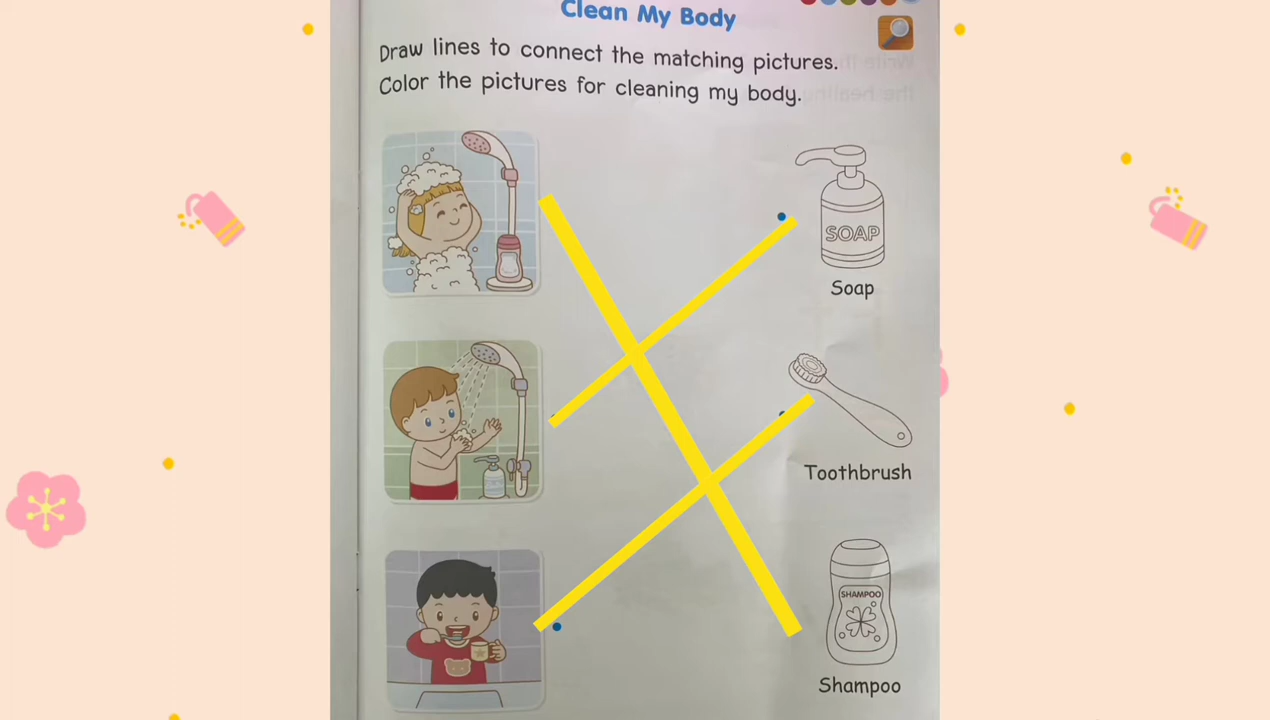 Clean My Body
Draw lines to connect the matching pictures.
Color the pictures for cleaning my body.
SOAP
Soap
Toothbrush
SHAMPOO
Shampoo